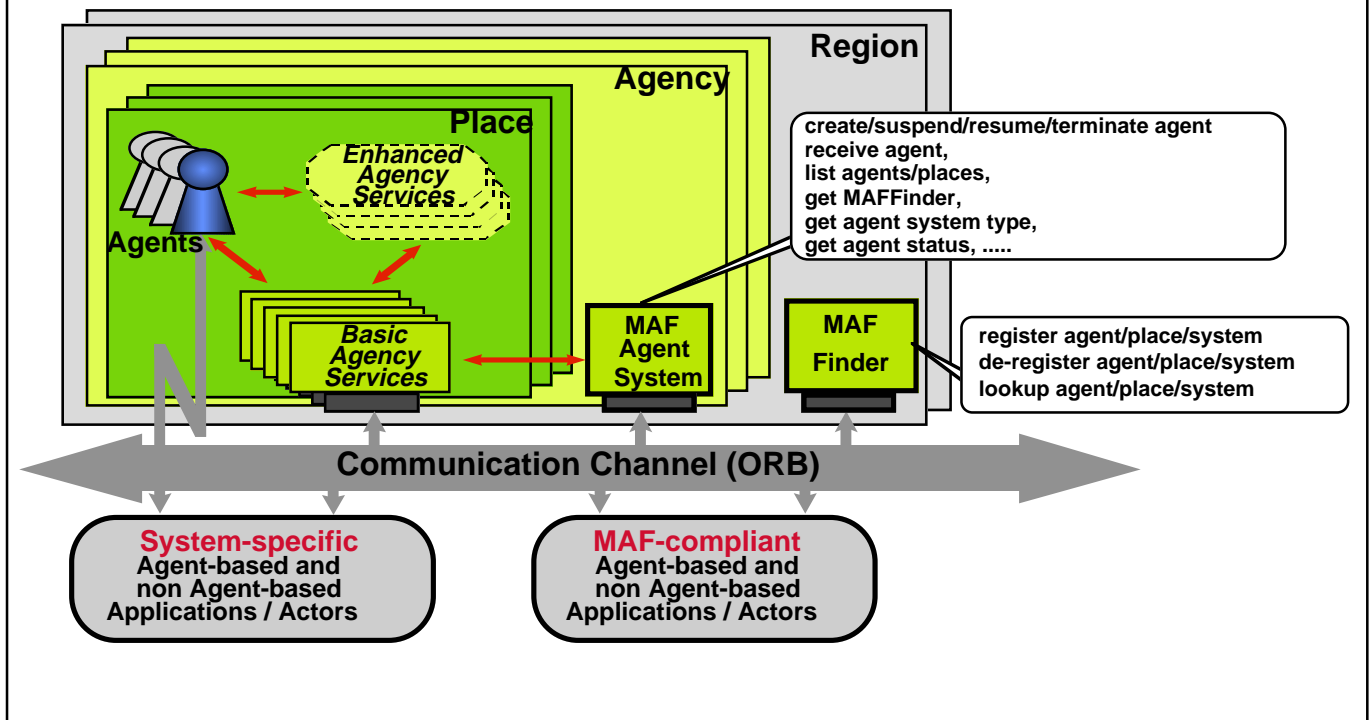 Region
Agency
Place
Enhanced
Agency
Services
Agents
Basic
Agency
Services
MAF
Agent
System
MAF
Finder
create/suspend/resume/terminate agent
receive agent,
list agents/places,
get MAFFinder,
get agent system type,
get agent status, .....
register agent/place/system
de-register agent/place/system
lookup agent/place/system
Communication Channel (ORB)
System-specific
Agent-based and
non Agent-based
Applications / Actors
MAF-compliant
Agent-based and
non Agent-based
Applications / Actors